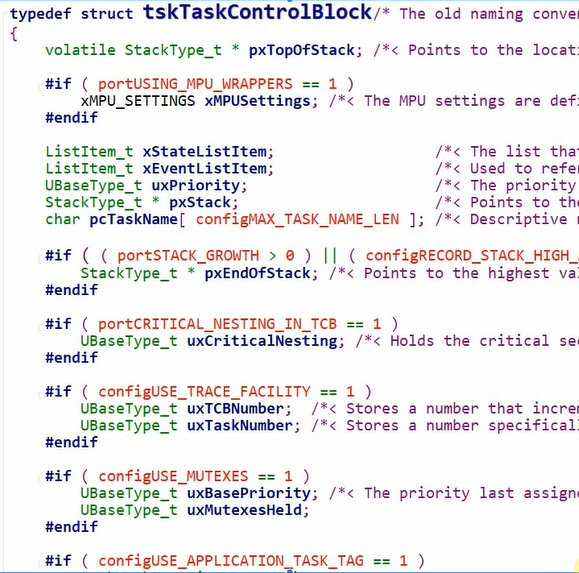 typedef struct tskTaskControlBlock/* The old naming conve
{
volatile StackType_t * pxTopOfStack; /*< Points to the locati
#if ( portUSING_MPU_WRAPPERS == 1 )
xMPU_SETTINGS xMPUSettings; /*< The MPU settings are defi
#endif
ListItem_t xStateListItem; /*< The list tha
ListItem_t xEventListItem; /*< Used to refe
UBaseType_t uxPriority; /*< The priority
StackType_t * pxStack; /*< Points to the
char pcTaskName[ configMAX_TASK_NAME_LEN ]; /*< Descriptive
#if ( ( portSTACK_GROWTH > 0 ) || ( configRECORD_STACK_HIGH_
StackType_t * pxEndOfStack; /*< Points to the highest val
#endif
#if ( portCRITICAL_NESTING_IN_TCB == 1 )
UBaseType_t uxCriticalNesting; /*< Holds the critical sec
#endif
#if ( configUSE_TRACE_FACILITY == 1 )
UBaseType_t uxTCBNumber; /*< Stores a number that incre
UBaseType_t uxTaskNumber; /*< Stores a number specifical
#endif
#if ( configUSE_MUTEXES == 1 )
UBaseType_t uxBasePriority; /*< The priority last assigne
UBaseType_t uxMutexesHeld;
#endif
#if ( configUSE_APPLICATION_TASK_TAG == 1 )